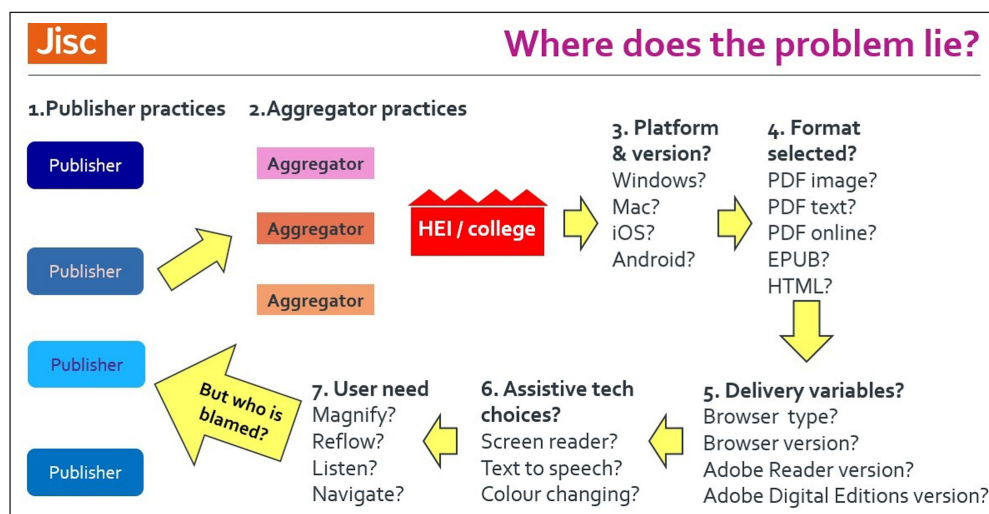 Jisc
Where does the problem lie?
1.Publisher practices
Publisher
Publisher
Publisher
Publisher
2.Aggregator practices
Aggregator
Aggregator
Aggregator
HEI / college
3. Platform
& version?
Windows?
Mac?
iOS?
Android?
4. Format
selected?
PDF image?
PDF text?
PDF online?
EPUB?
HTML?
5. Delivery variables?
Browser type?
Browser version?
Adobe Reader version?
Adobe Digital Editions version?
6. Assistive tech
choices?
Screen reader?
Text to speech?
Colour changing?
7. User need
Magnify?
Reflow?
Listen?
Navigate?
But who is
blamed?